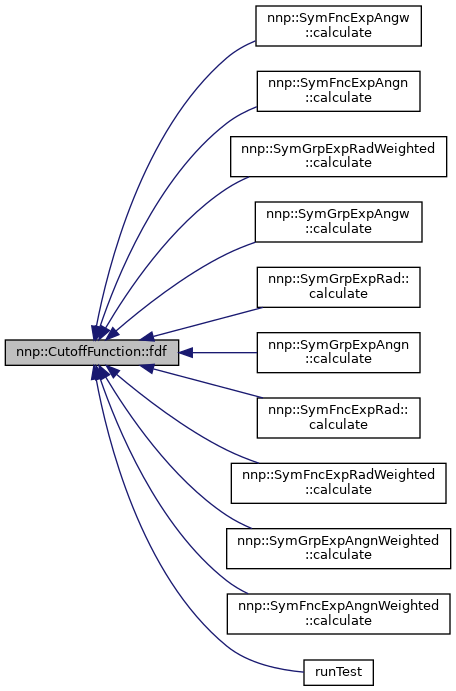 nnp::SymFncExpAngw
::calculate
nnp::SymFncExpAngn
::calculate
nnp::SymGrpExpRadWeighted
::calculate
nnp::SymGrpExpAngw
::calculate
nnp::SymGrpExpRad::
calculate
nnp::CutoffFunction::fdf
nnp::SymGrpExpAngn
::calculate
nnp::SymFncExpRad::
calculate
nnp::SymFncExpRadWeighted
::calculate
nnp::SymGrpExpAngnWeighted
::calculate
nnp::SymFncExpAngnWeighted
::calculate
runTest